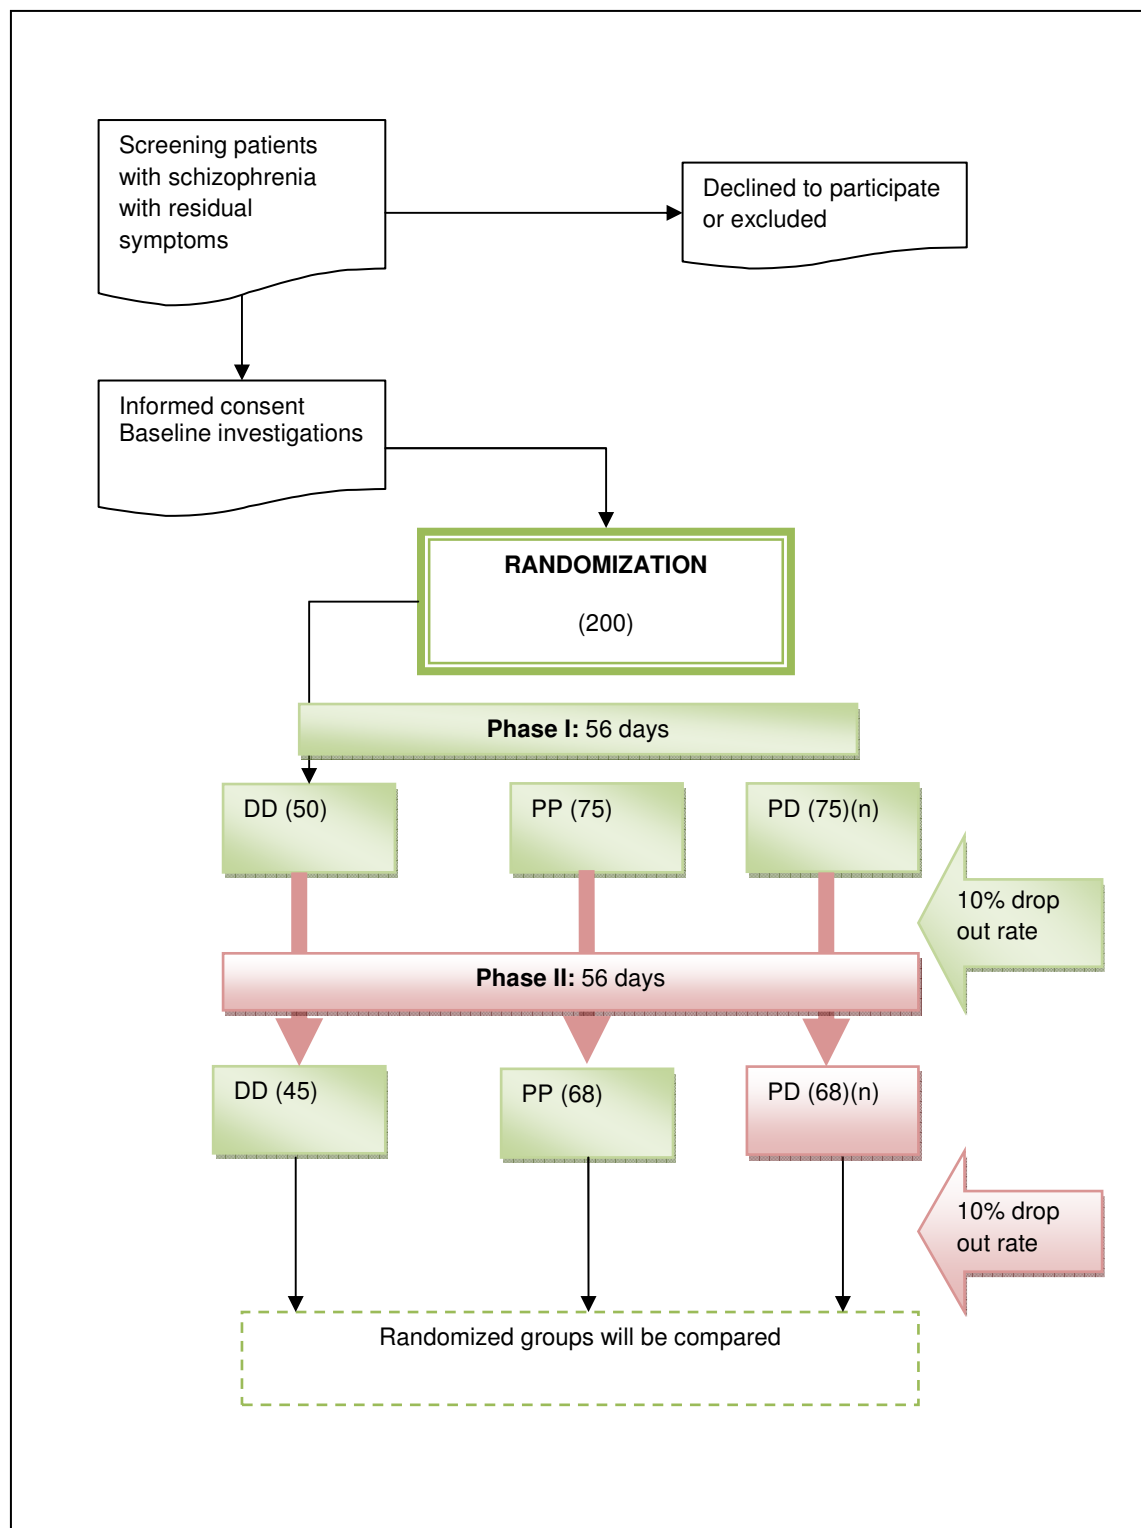 Screening patients
with schizophrenia
with residual
symptoms
Declined to participate
or excluded
Informed consent
Baseline investigations
RANDOMIZATION
(200)
Phase I: 56 days
DD (50)
PP (75)
PD (75)(n)
10% drop
out rate
Phase II: 56 days
DD (45)
PP (68)
PD (68)(n)
10% drop
out rate
Randomized groups will be compared